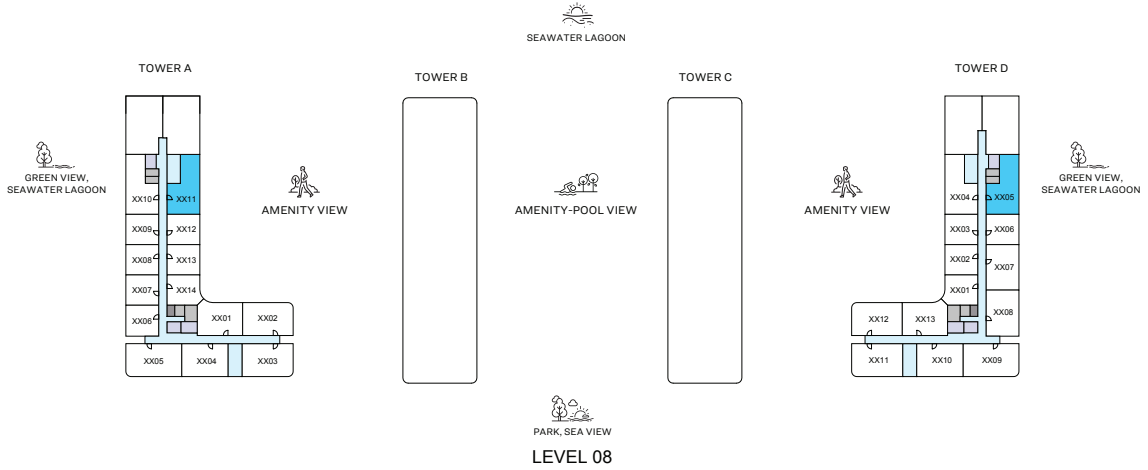 SEAWATER LAGOON
TOWER A
TOWER B
TOWER C
TOWER D
GREEN VIEW,
SEAWATER LAGOON
AMENITY VIEW
AMENITY-POOL VIEW
AMENITY VIEW
GREEN VIEW,
SEAWATER LAGOON
XX10 XX11
XX09 XX12
XX08 XX13
XX07 XX14
XX06 XX01 XX02
XX05 XX04 XX03
XX04 XX05
XX03 XX06
XX02 XX07
XX01
XX12 XX13 XX08
XX11 XX10 XX09
PARK, SEA VIEW
LEVEL 08